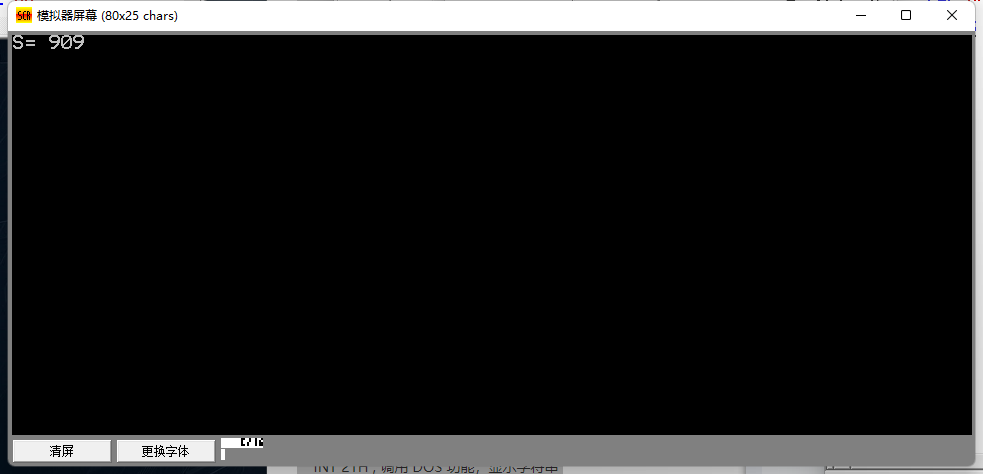 模拟器屏幕 (80x25 chars)
S= 909
清屏
更换字体
INT 21H ; 调用 DOS 功能，显示字符串